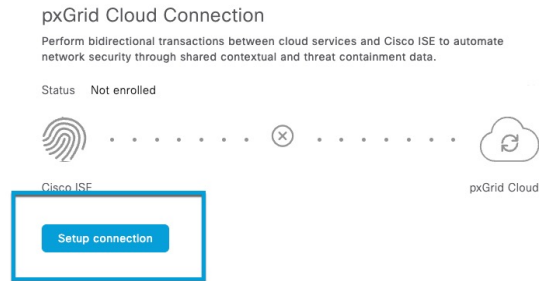 pxGrid Cloud Connection
Perform bidirectional transactions between cloud services and Cisco ISE to automate
network security through shared contextual and threat containment data.
Status Not enrolled
Cisco ISE pxGrid Cloud
Setup connection